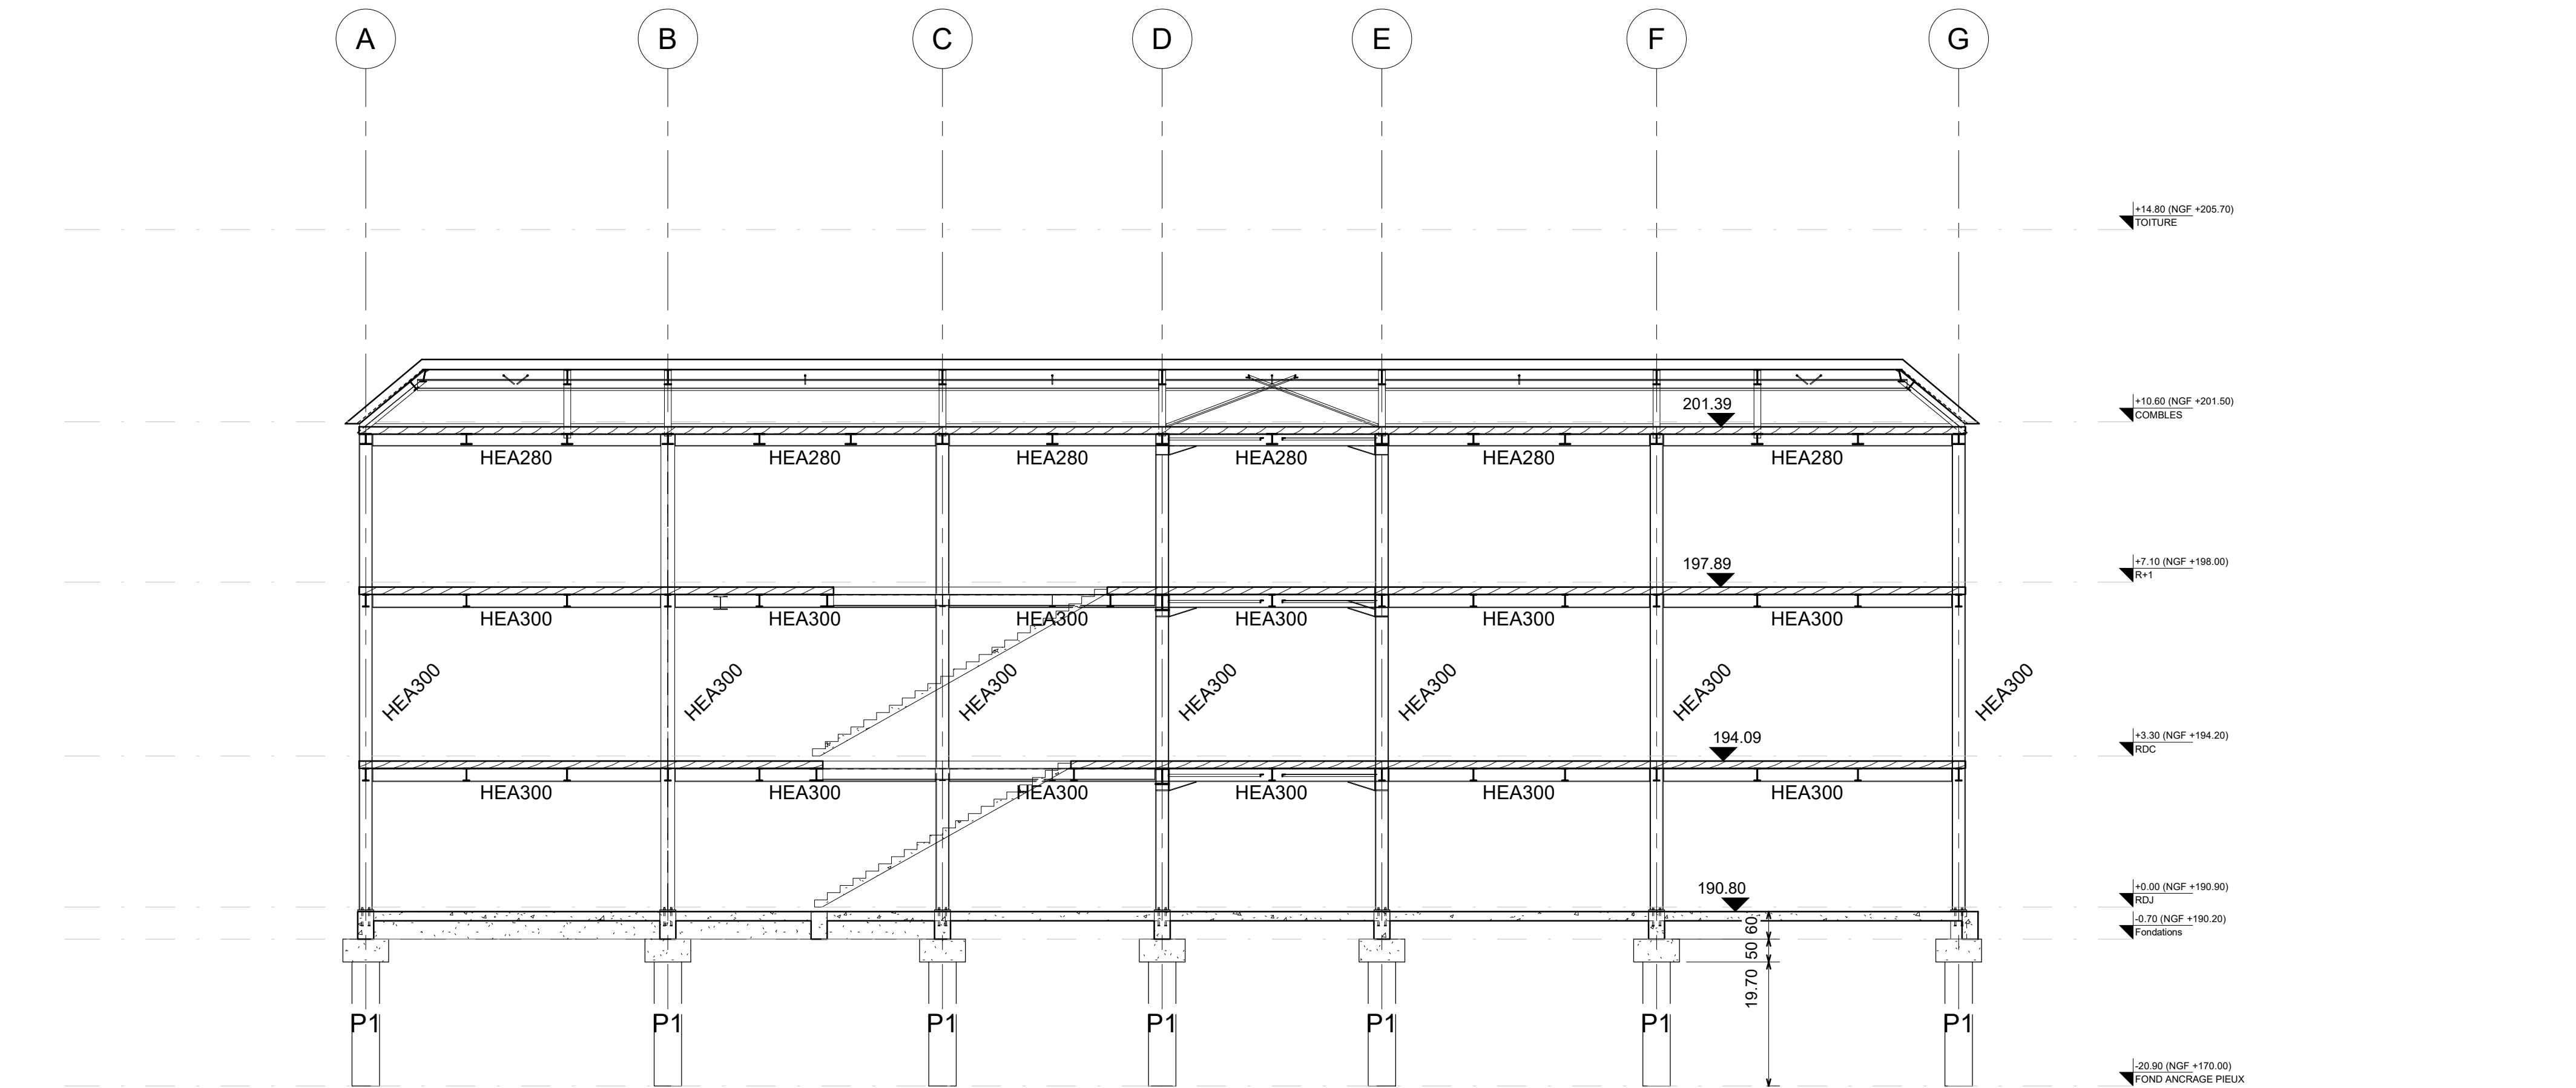 A B C D E F G
+14.80 (NGF +205.70)
TOITURE
+10.60 (NGF +201.50)
COMBLES
201.39
HEA280 HEA280 HEA280 HEA280 HEA280 HEA280
+7.10 (NGF +198.00)
R+1
197.89
HEA300 HEA300 HEA300 HEA300 HEA300 HEA300
HEA300 HEA300 HEA300 HEA300 HEA300 HEA300 HEA300
+3.30 (NGF +194.20)
RDC
194.09
HEA300 HEA300 HEA300 HEA300 HEA300 HEA300
+0.00 (NGF +190.90)
RDJ
190.80
-0.70 (NGF +190.20)
Fondations
60
50
19.70
P1 P1 P1 P1 P1 P1 P1
-20.90 (NGF +170.00)
FOND ANCRAGE PIEUX